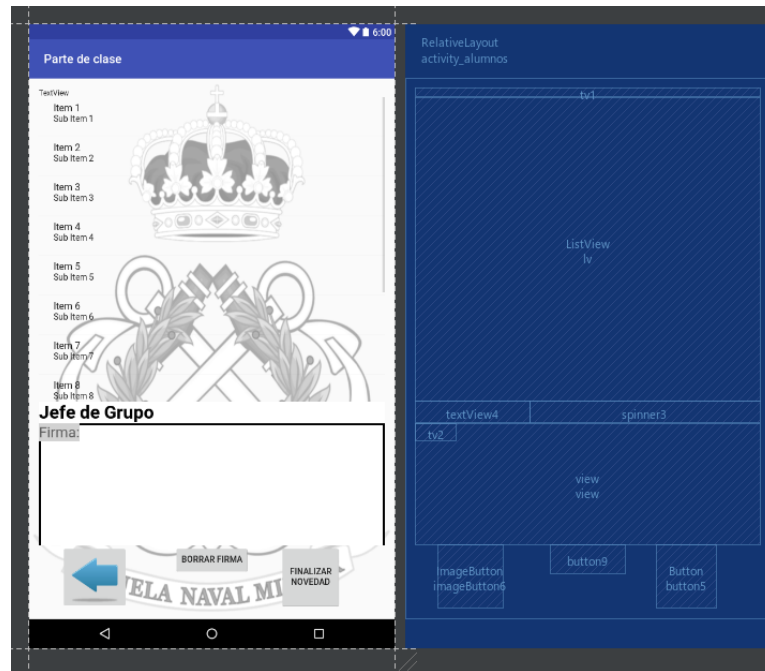 6:00
Parte de clase
TextView
Item 1
Sub Item 1
Item 2
Sub Item 2
Item 3
Sub Item 3
Item 4
Sub Item 4
Item 5
Sub Item 5
Item 6
Sub Item 6
Item 7
Sub Item 7
Item 8
Sub Item 8
Jefe de Grupo
Firma:
BORRAR FIRMA
FINALIZAR
NOVEDAD
ELA NAVAL MI
RelativeLayout
activity_alumnos
tv1
ListView
lv
textView4
spinner3
tv2
view
view
ImageButton
imageButton6
button9
Button
button5